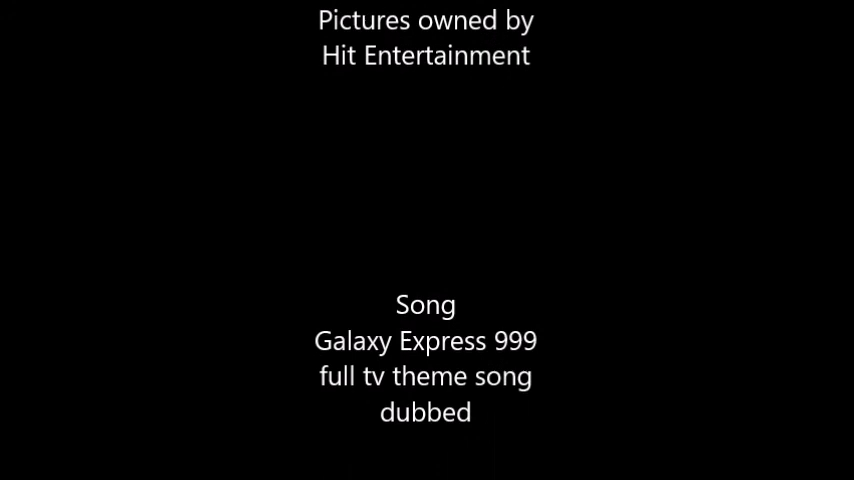 Pictures owned by
Hit Entertainment
Song
Galaxy Express 999
full tv theme song
dubbed